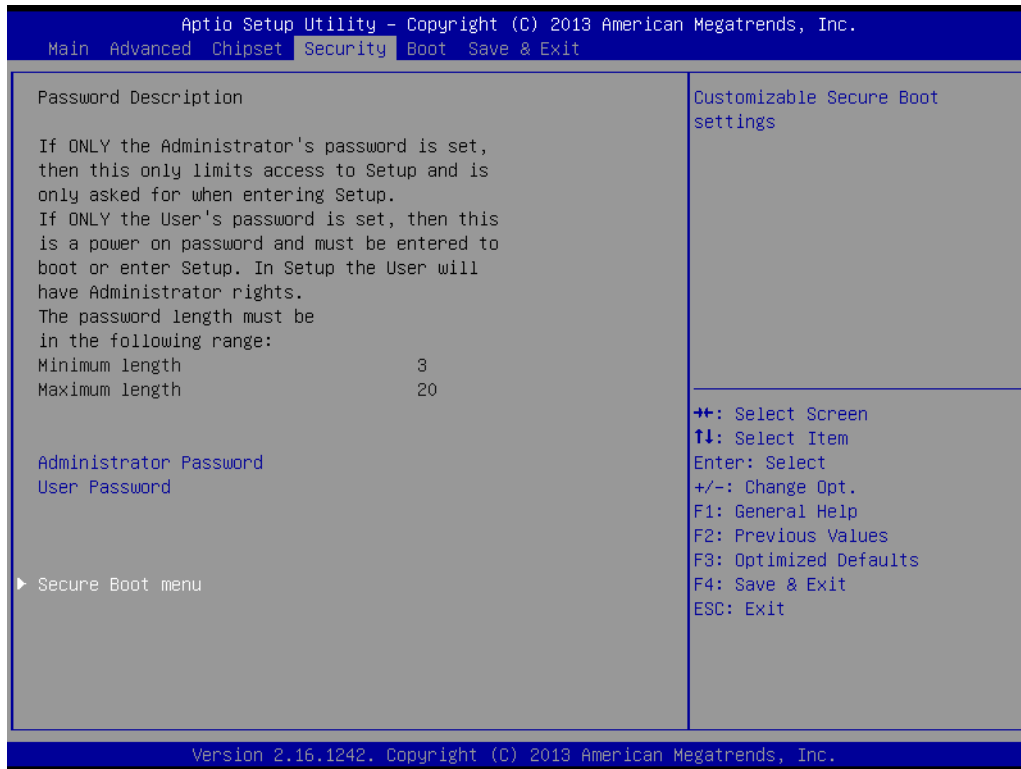 Aptio Setup Utility – Copyright (C) 2013 American Megatrends, Inc.
Main Advanced Chipset Security Boot Save & Exit
Password Description
If ONLY the Administrator's password is set,
then this only limits access to Setup and is
only asked for when entering Setup.
If ONLY the User's password is set, then this
is a power on password and must be entered to
boot or enter Setup. In Setup the User will
have Administrator rights.
The password length must be
in the following range:
Minimum length 3
Maximum length 20
Administrator Password
User Password
Secure Boot menu
Customizable Secure Boot
settings
→←: Select Screen
↑↓: Select Item
Enter: Select
+/-: Change Opt.
F1: General Help
F2: Previous Values
F3: Optimized Defaults
F4: Save & Exit
ESC: Exit
Version 2.16.1242. Copyright (C) 2013 American Megatrends, Inc.